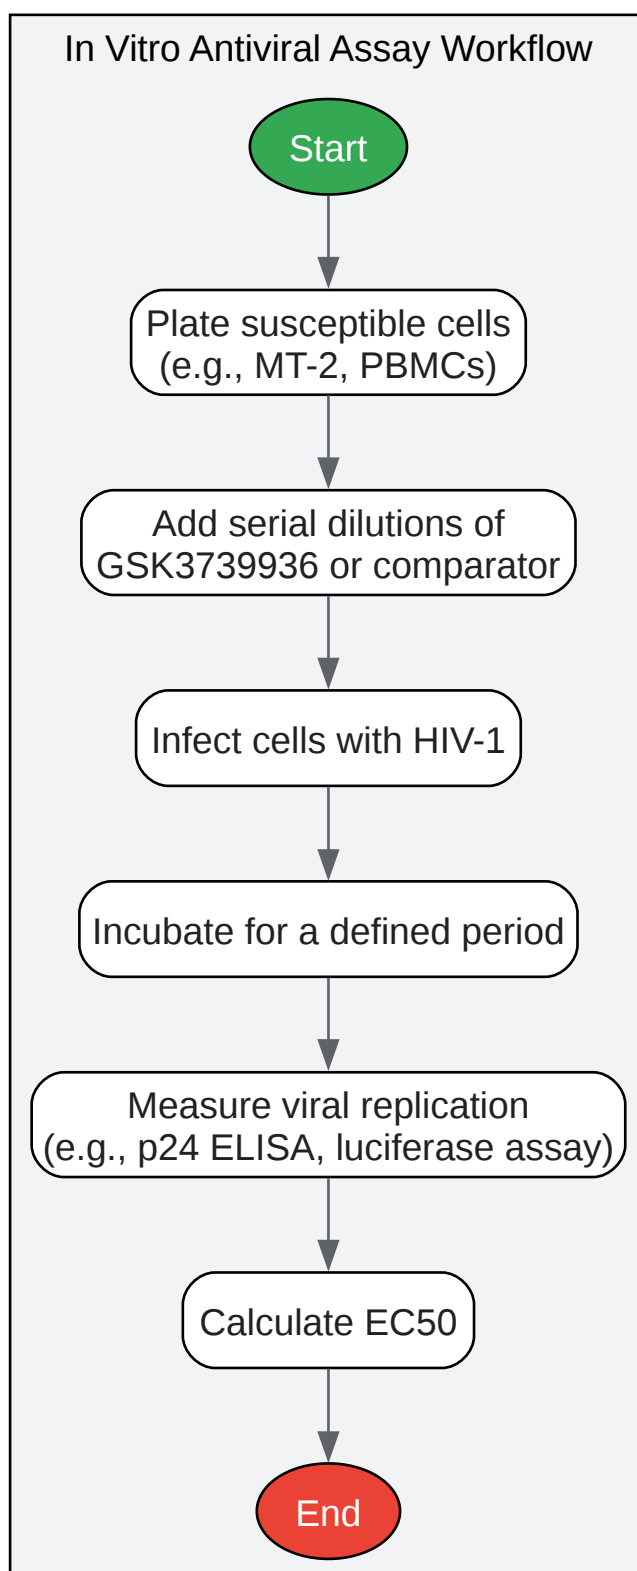 In Vitro Antiviral Assay Workflow
Start
Plate susceptible cells
(e.g., MT-2, PBMCs)
Add serial dilutions of
GSK3739936 or comparator
Infect cells with HIV-1
Incubate for a defined period
Measure viral replication
(e.g., p24 ELISA, luciferase assay)
Calculate EC50
End